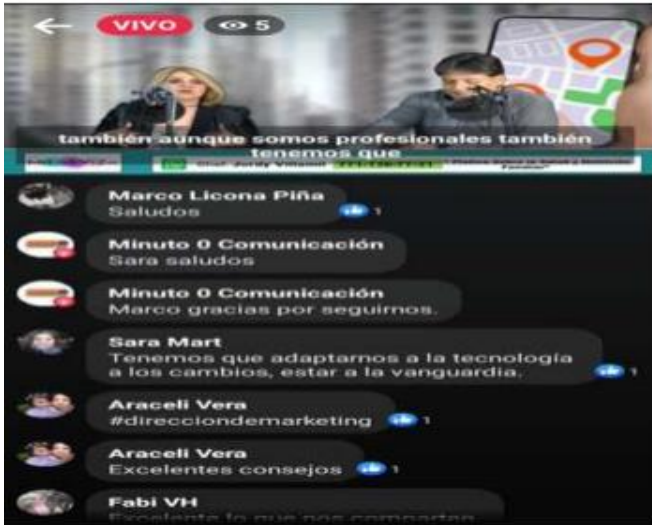 VIVO 5
también aunque somos profesionales también
tenemos que
Marco Licona Piña
Saludos
1
Minuto 0 Comunicación
Sara saludos
Minuto 0 Comunicación
Marco gracias por seguirnos.
Sara Mart
Tenemos que adaptarnos a la tecnología
a los cambios, estar a la vanguardia.
1
Araceli Vera
#direcciondemarketing 1
Araceli Vera
Excelentes consejos 1
Fabi VH
Excelente lo que nos comparten